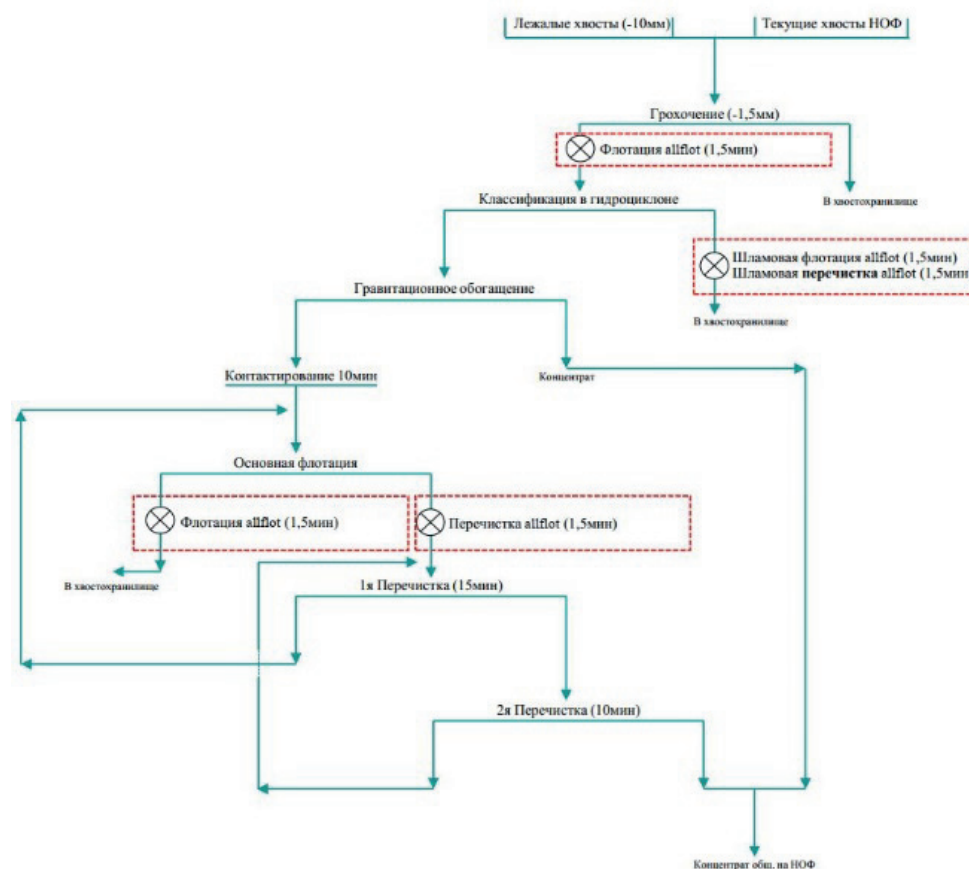 Лежалые хвосты (-10мм)
Текущие хвосты НОФ
Грохочение (-1,5мм)
Флотация allflot (1,5мин)
В хвостохранилище
Классификация в гидроциклоне
Шламовая флотация allflot (1,5мин)
Шламовая перечистка allflot (1,5мин
В хвостохранилище
Гравитационное обогащение
Контактирование 10мин
Концентрат
Основная флотация
Флотация allflot (1,5мин)
Перечистка allflot (1,5мин)
В хвостохранилище
1я Перечистка (15мин)
2я Перечистка (10мин)
Концентрат общ. на НОФ